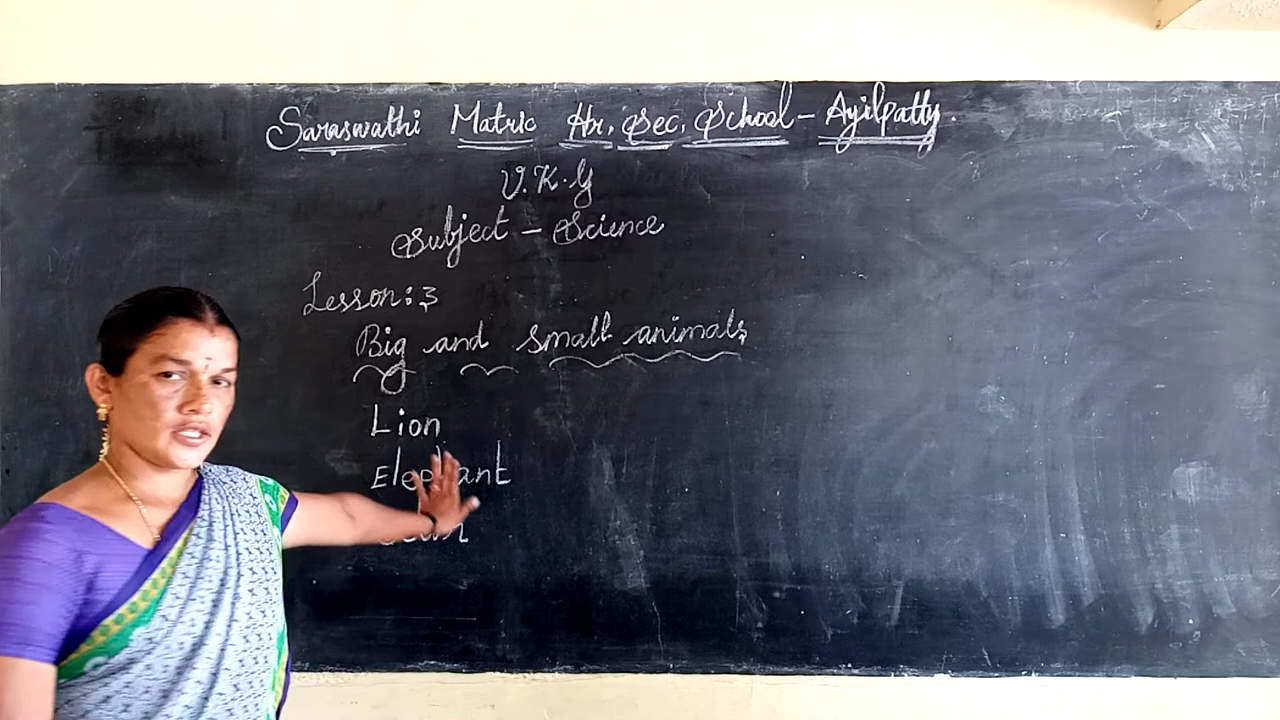 Saraswathi Matric Hr. Sec. School - Ayilpatty.
U.K.G
Subject - Science
Lesson: 3
Big and small animals
Lion
Elephant